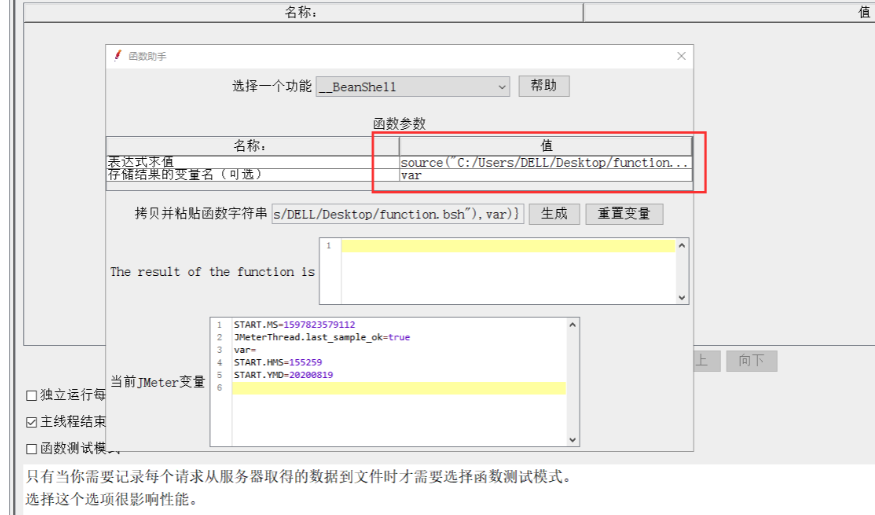 名称: 值
函数助手
选择一个功能 __BeanShell 帮助
函数参数
名称: 值
表达式求值 source("C:/Users/DELL/Desktop/function...
存储结果的变量名（可选） var
拷贝并粘贴函数字符串 s/DELL/Desktop/function.bsh"),var)} 生成 重置变量
1
The result of the function is
1 START.MS=1597823579112
2 JMeterThread.last_sample_ok=true
3 var=
4 START.HMS=155259
5 START.YMD=20200819
6
当前JMeter变量
上 向下
独立运行每
主线程结束
函数测试模
只有当你需要记录每个请求从服务器取得的数据到文件时才需要选择函数测试模式。
选择这个选项很影响性能。